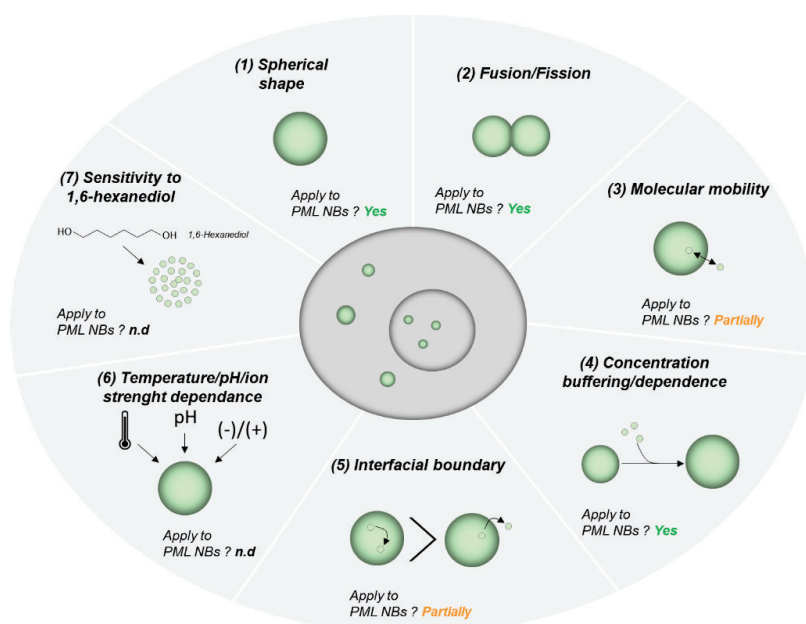 (1) Spherical
shape
Apply to
PML NBs ? Yes
(2) Fusion/Fission
Apply to
PML NBs ? Yes
(3) Molecular mobility
Apply to
PML NBs ? Partially
(4) Concentration
buffering/dependence
Apply to
PML NBs ? Yes
(5) Interfacial boundary
Apply to
PML NBs ? Partially
(6) Temperature/pH/ion
strenght dependance
pH
(-)/(+)
Apply to
PML NBs ? n.d
(7) Sensitivity to
1,6-hexanediol
HO
OH
1,6-Hexanediol
Apply to
PML NBs ? n.d